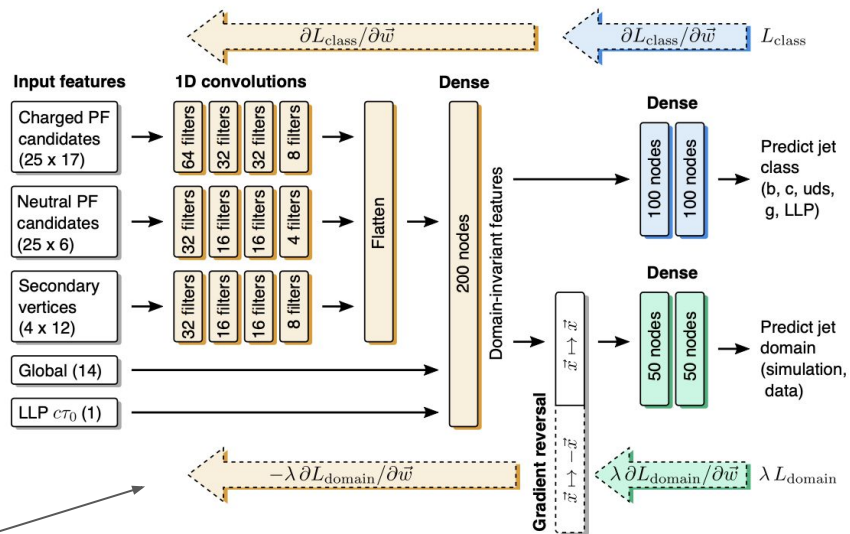 ∂L_class/∂w⃗
∂L_class/∂w⃗
L_class
Input features
1D convolutions
Dense
Charged PF
candidates
(25 x 17)
64 filters
32 filters
32 filters
8 filters
Neutral PF
candidates
(25 x 6)
32 filters
16 filters
16 filters
4 filters
Secondary
vertices
(4 x 12)
32 filters
16 filters
16 filters
8 filters
Flatten
Global (14)
LLP cτ₀ (1)
200 nodes
Domain-invariant features
Dense
100 nodes
100 nodes
Predict jet
class
(b, c, uds,
g, LLP)
Gradient reversal
x⃗ ↦ x⃗
x⃗ ↦ −x⃗
Dense
50 nodes
50 nodes
Predict jet
domain
(simulation,
data)
−λ ∂L_domain/∂w⃗
λ ∂L_domain/∂w⃗
λ L_domain